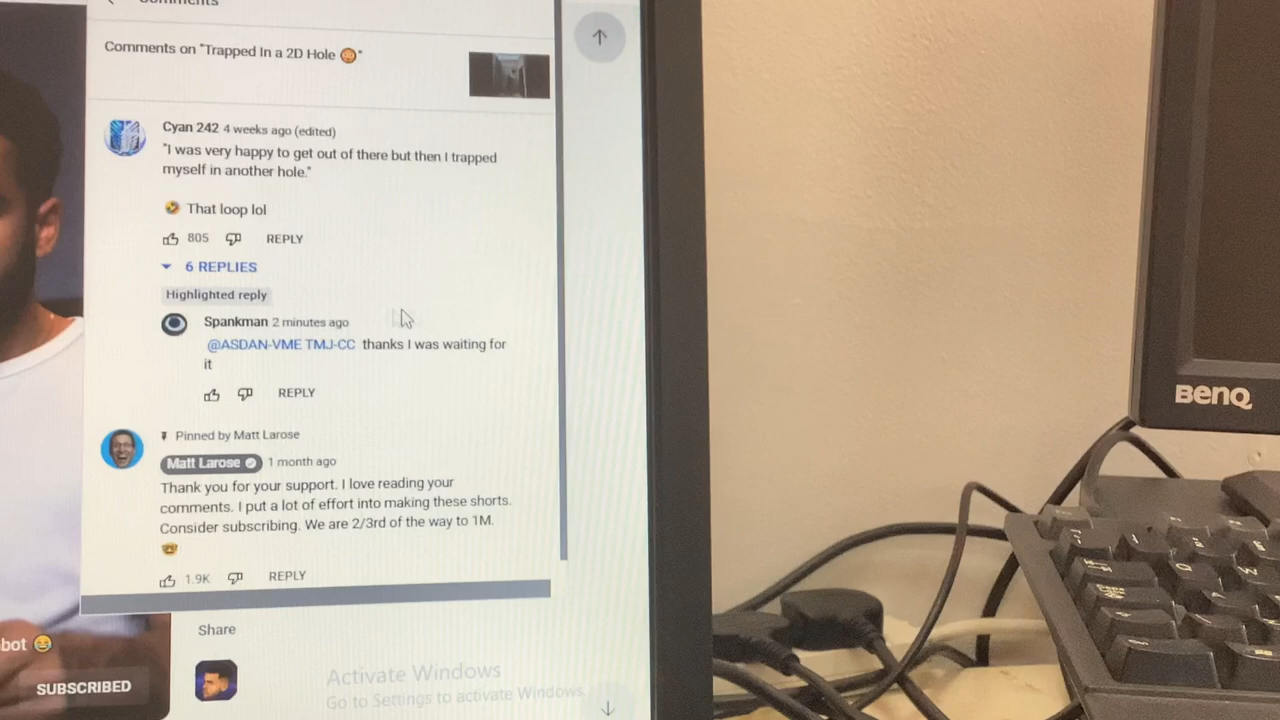 Comments
Comments on "Trapped In a 2D Hole 😳"
Cyan 242 4 weeks ago (edited)
"I was very happy to get out of there but then I trapped
myself in another hole."
🤣 That loop lol
805 REPLY
6 REPLIES
Highlighted reply
Spankman 2 minutes ago
@ASDAN-VME TMJ-CC thanks I was waiting for
it
REPLY
Pinned by Matt Larose
Matt Larose 1 month ago
Thank you for your support. I love reading your
comments. I put a lot of effort into making these shorts.
Consider subscribing. We are 2/3rd of the way to 1M.
🤓
1.9K REPLY
Share
bot 😂
SUBSCRIBED
Activate Windows
Go to Settings to activate Windows.
BenQ